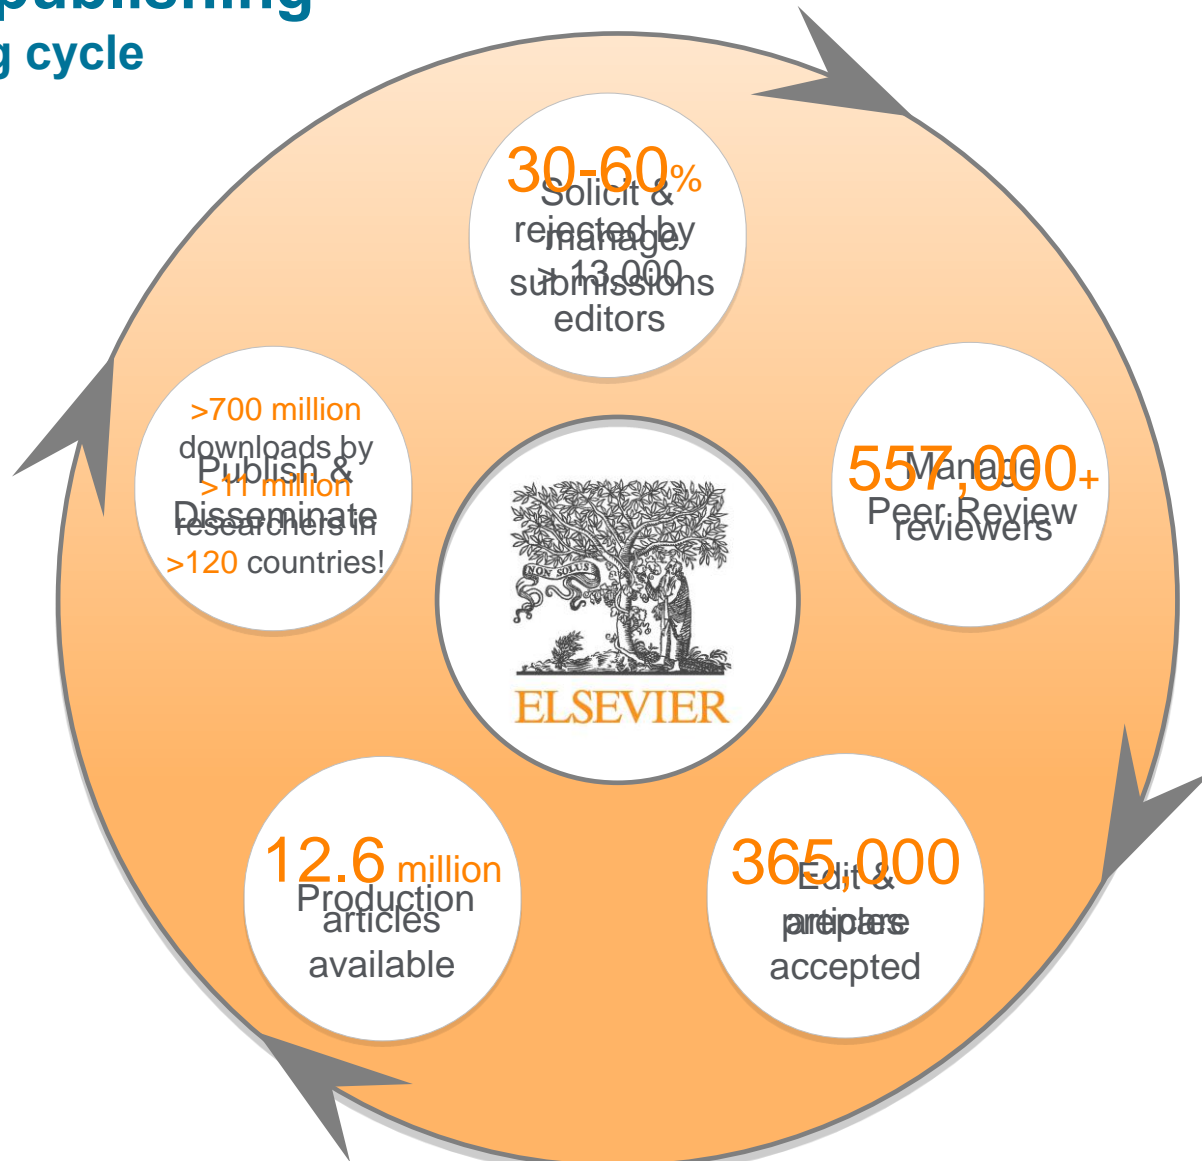 publishing
g cycle
30-60%
Solicit &
manage
submissions
rejected by
> 13,000
editors
557,000+
reviewers
Manage
Peer Review
365,000
articles
accepted
Edit &
prepare
12.6 million
articles
available
Production
>700 million
downloads by
>11 million
researchers in
>120 countries!
Publish &
Disseminate
NON SOLUS
ELSEVIER